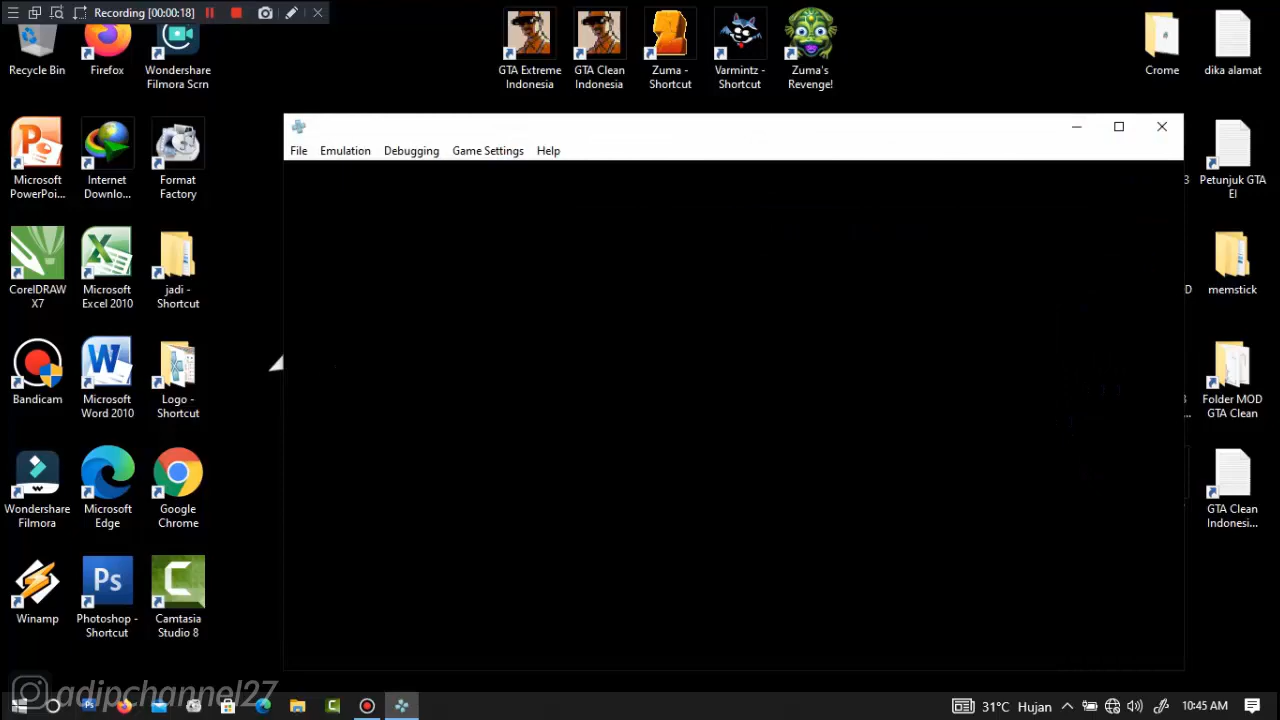 Recording [00:00:18]
Recycle Bin
Firefox
Wondershare
Filmora Scrn
GTA Extreme
Indonesia
GTA Clean
Indonesia
Zuma -
Shortcut
Varmintz -
Shortcut
Zuma's
Revenge!
Crome
dika alamat
File Emulation Debugging Game Settings Help
Microsoft
PowerPoi...
Internet
Downlo...
Format
Factory
3
Petunjuk GTA
EI
CorelDRAW
X7
Microsoft
Excel 2010
jadi -
Shortcut
D
memstick
Bandicam
Microsoft
Word 2010
Logo -
Shortcut
3
...
Folder MOD
GTA Clean
Wondershare
Filmora
Microsoft
Edge
Google
Chrome
GTA Clean
Indonesi...
Winamp
Photoshop -
Shortcut
Camtasia
Studio 8
adipchannel27
31°C Hujan 10:45 AM